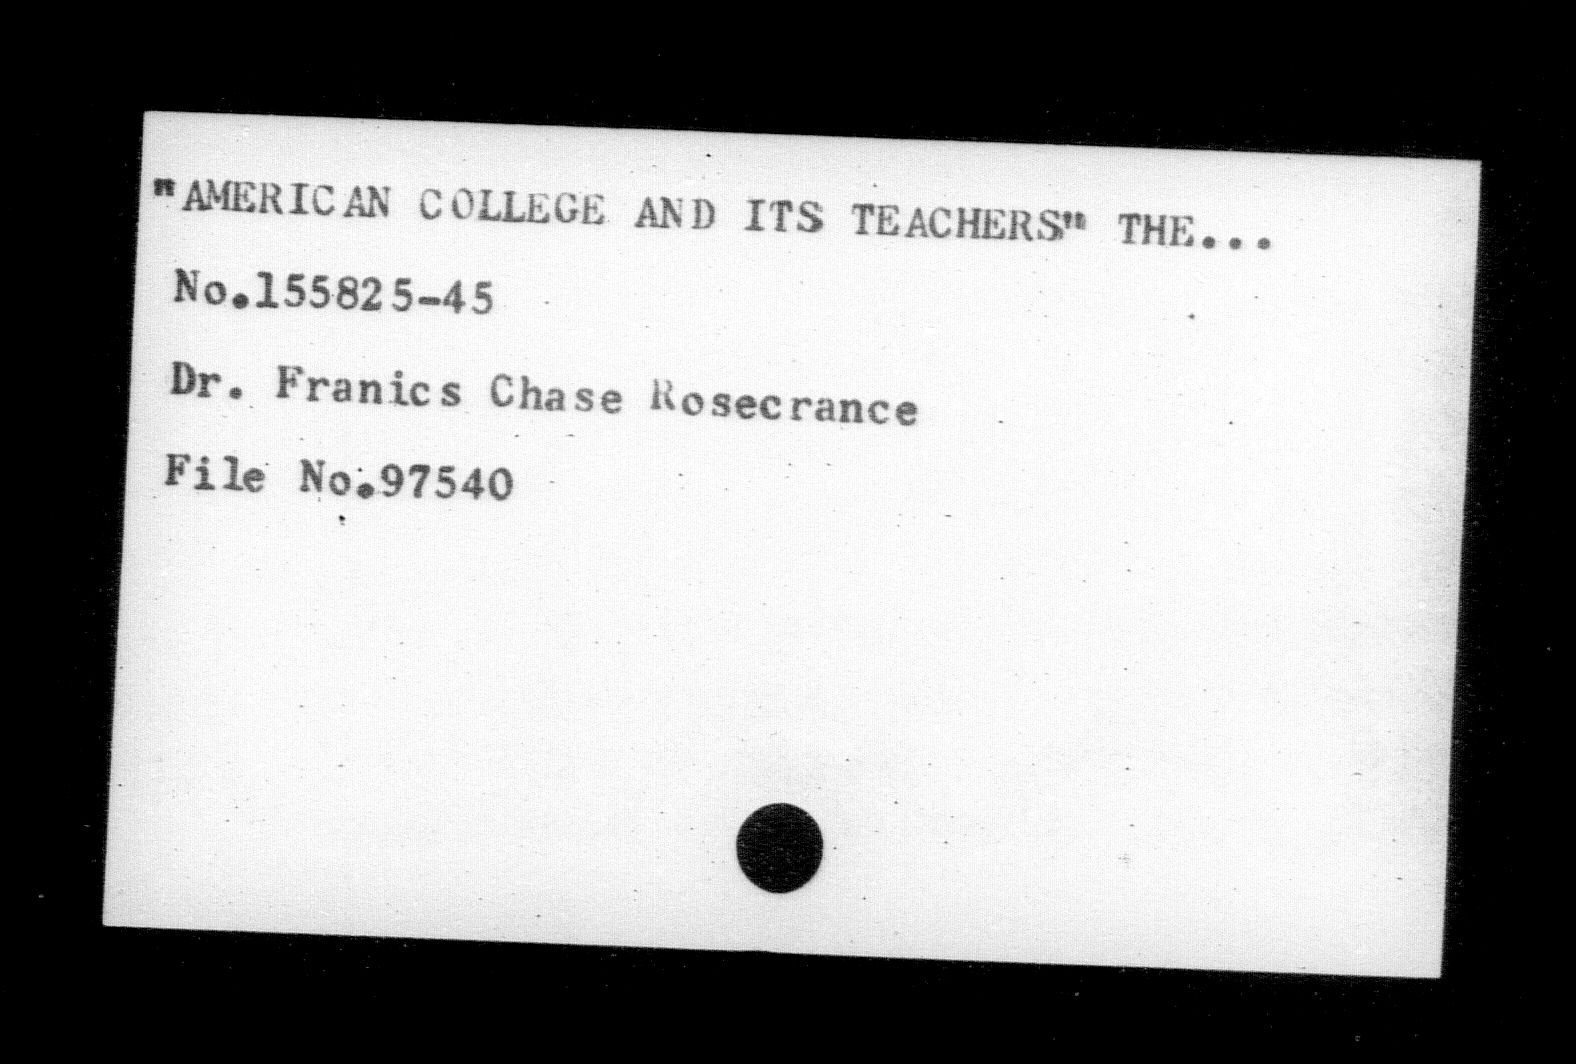 "AMERICAN COLLEGE AND ITS TEACHERS" THE...
No.155825-45
Dr. Franics Chase Rosecrance
File No.97540